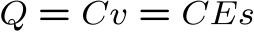 Q = Cv = CEs